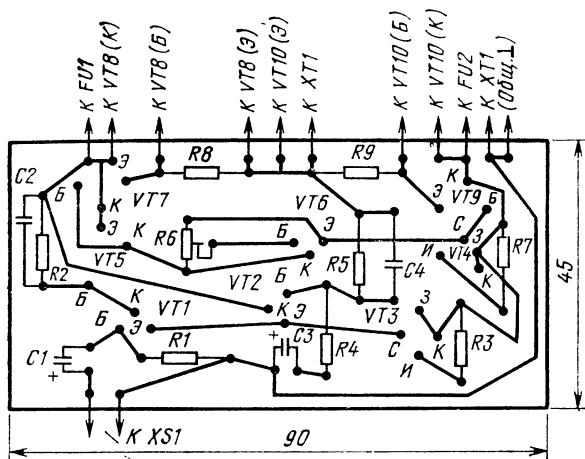 К FU1
К VT8 (К)
К VT8 (Б)
К VT8 (Э)
К VT10 (Э)
К XT1
К VT10 (Б)
К VT10 (К)
К FU2
К XT1
(Общ.⊥)
C2
Э
R8
R9
Б
VT7
VT6
Э
VT9
Б
К
С
Э
R6
Б
Э
З
R7
К
VT4
R2
VT5
К
И
К
R5
C4
VT2
Б
Б
К
VT1
К
Э
VT3
З
Б
Э
C3
+
R4
С
К
R3
C1
+
R1
И
45
К XS1
90